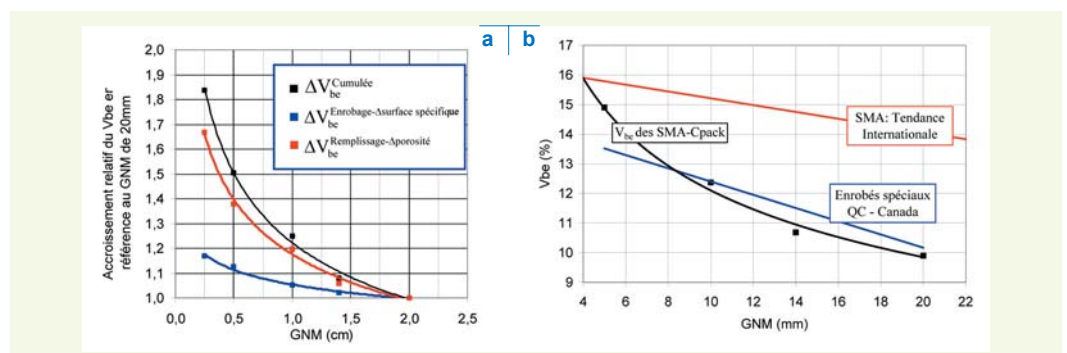 a b
2,0
1,9
1,8
1,7
1,6
1,5
1,4
1,3
1,2
1,1
1,0
Accroissement relatif du Vbe er
référence au GNM de 20mm
ΔVbe Cumulée
ΔVbe Enrobage-Δsurface spécifique
ΔVbe Remplissage-Δporosité
0,0 0,5 1,0 1,5 2,0 2,5
GNM (cm)
17
16
15
14
13
12
11
10
9
Vbe (%)
Vbe des SMA-Cpack
SMA: Tendance
Internationale
Enrobés spéciaux
QC - Canada
4 6 8 10 12 14 16 18 20 22
GNM (mm)